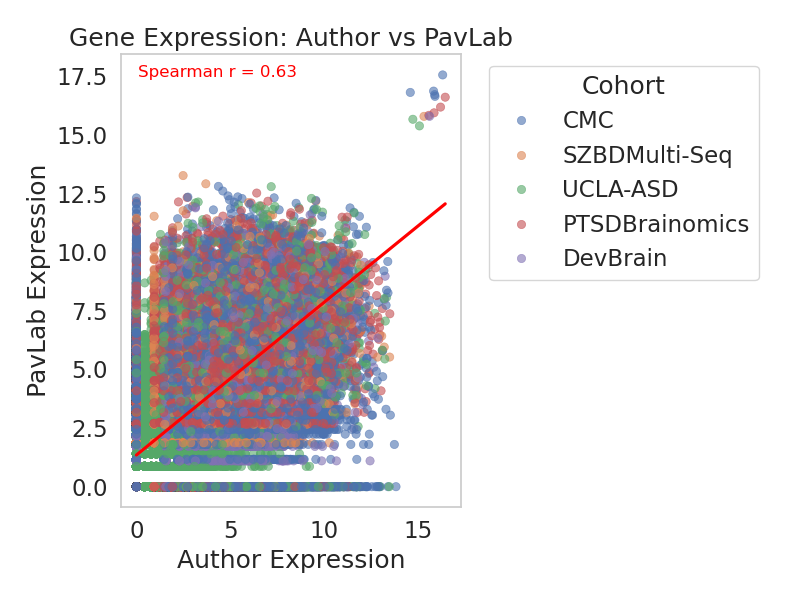 Gene Expression: Author vs PavLab
Spearman r = 0.63
17.5
15.0
12.5
10.0
7.5
5.0
2.5
0.0
PavLab Expression
0
5
10
15
Author Expression
Cohort
CMC
SZBDMulti-Seq
UCLA-ASD
PTSDBrainomics
DevBrain